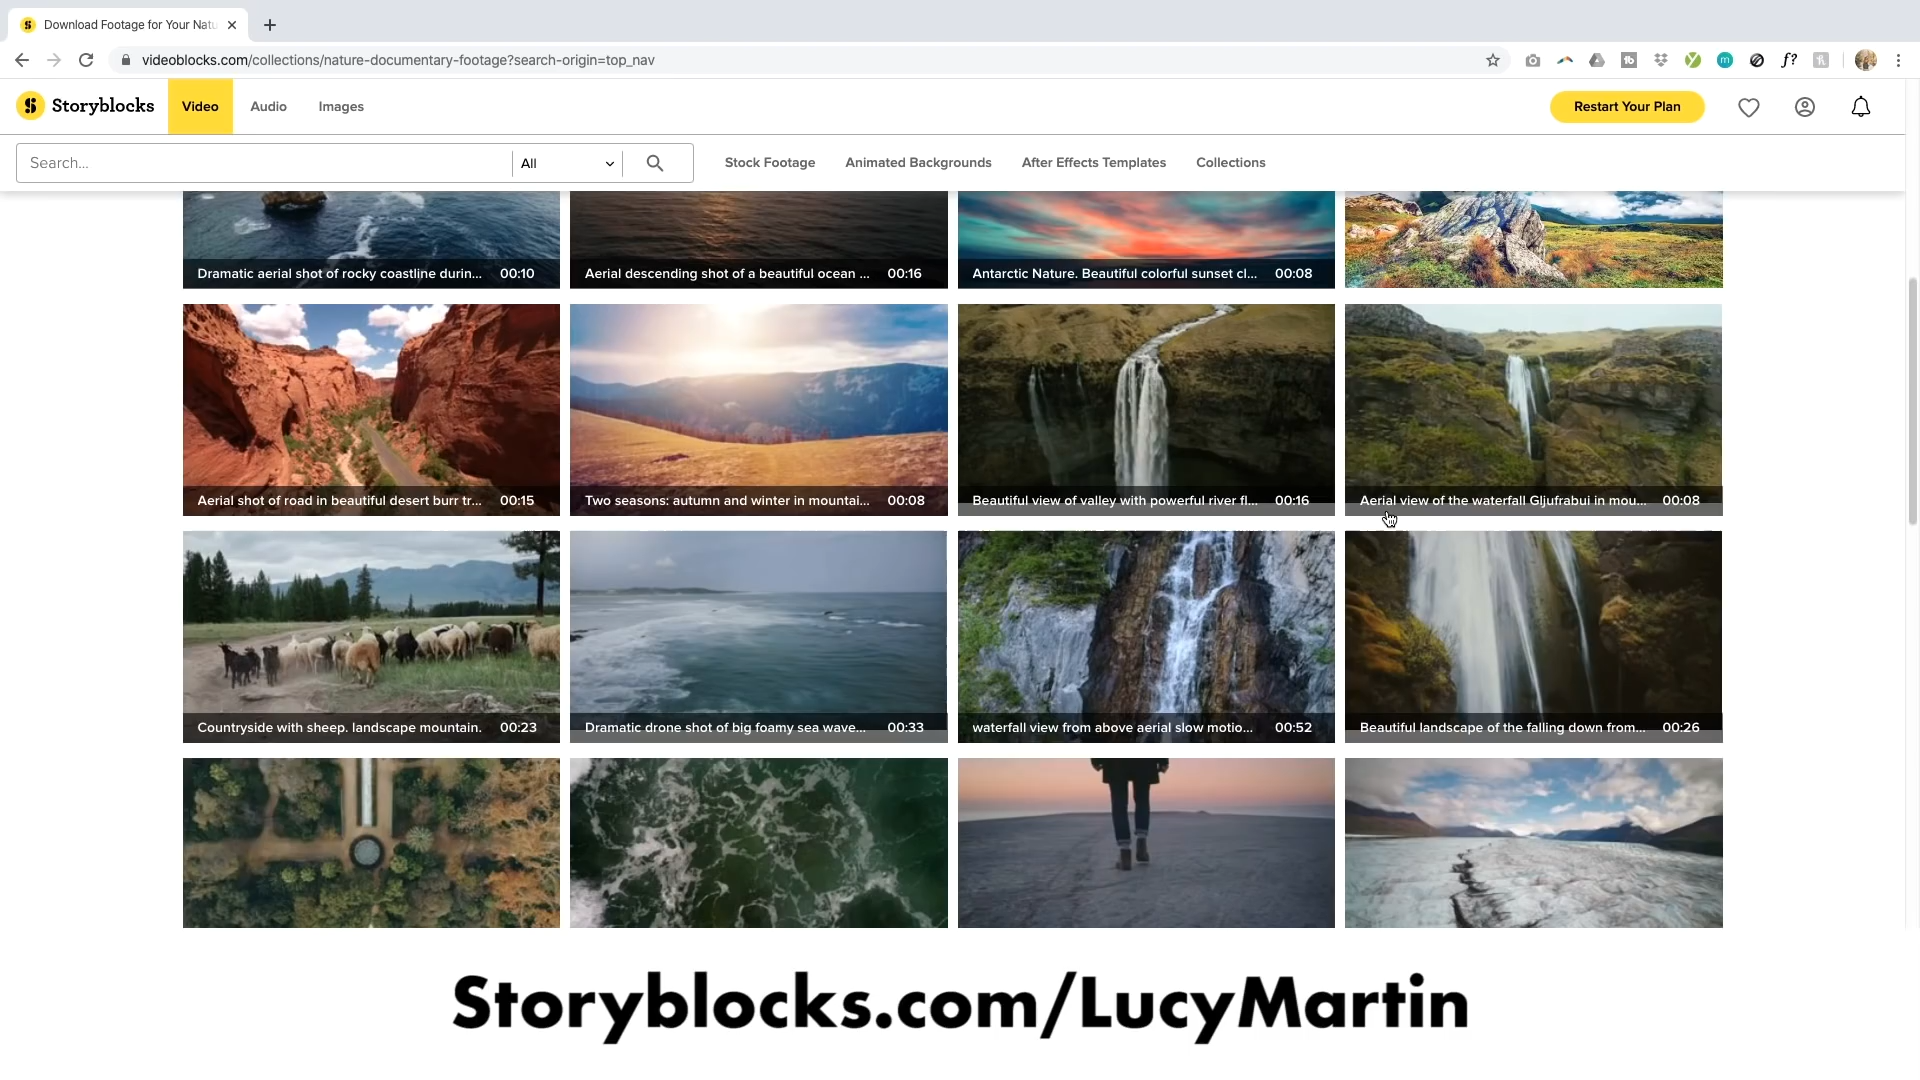 Download Footage for Your Natu
videoblocks.com/collections/nature-documentary-footage?search-origin=top_nav
Storyblocks
Video
Audio
Images
Restart Your Plan
Search...
All
Stock Footage
Animated Backgrounds
After Effects Templates
Collections
Dramatic aerial shot of rocky coastline durin... 00:10
Aerial descending shot of a beautiful ocean ... 00:16
Antarctic Nature. Beautiful colorful sunset cl... 00:08
Aerial shot of road in beautiful desert burr tr... 00:15
Two seasons: autumn and winter in mountai... 00:08
Beautiful view of valley with powerful river fl... 00:16
Aerial view of the waterfall Gljufrabui in mou... 00:08
Countryside with sheep. landscape mountain. 00:23
Dramatic drone shot of big foamy sea wave... 00:33
waterfall view from above aerial slow motio... 00:52
Beautiful landscape of the falling down from... 00:26
Storyblocks.com/LucyMartin